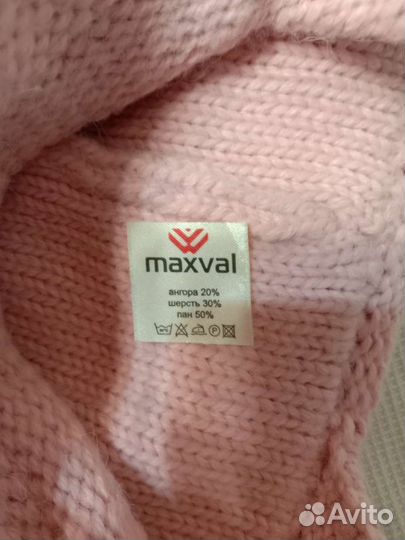 maxval
ангора 20%
шерсть 30%
пан 50%
P
Avito